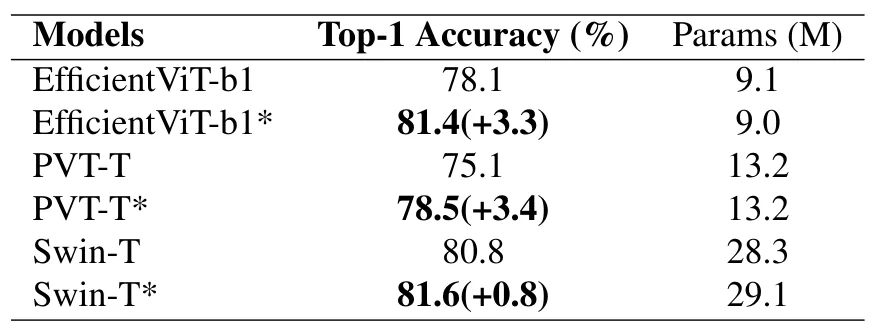 Models Top-1 Accuracy (%) Params (M)
EfficientViT-b1 78.1 9.1
EfficientViT-b1* 81.4(+3.3) 9.0
PVT-T 75.1 13.2
PVT-T* 78.5(+3.4) 13.2
Swin-T 80.8 28.3
Swin-T* 81.6(+0.8) 29.1